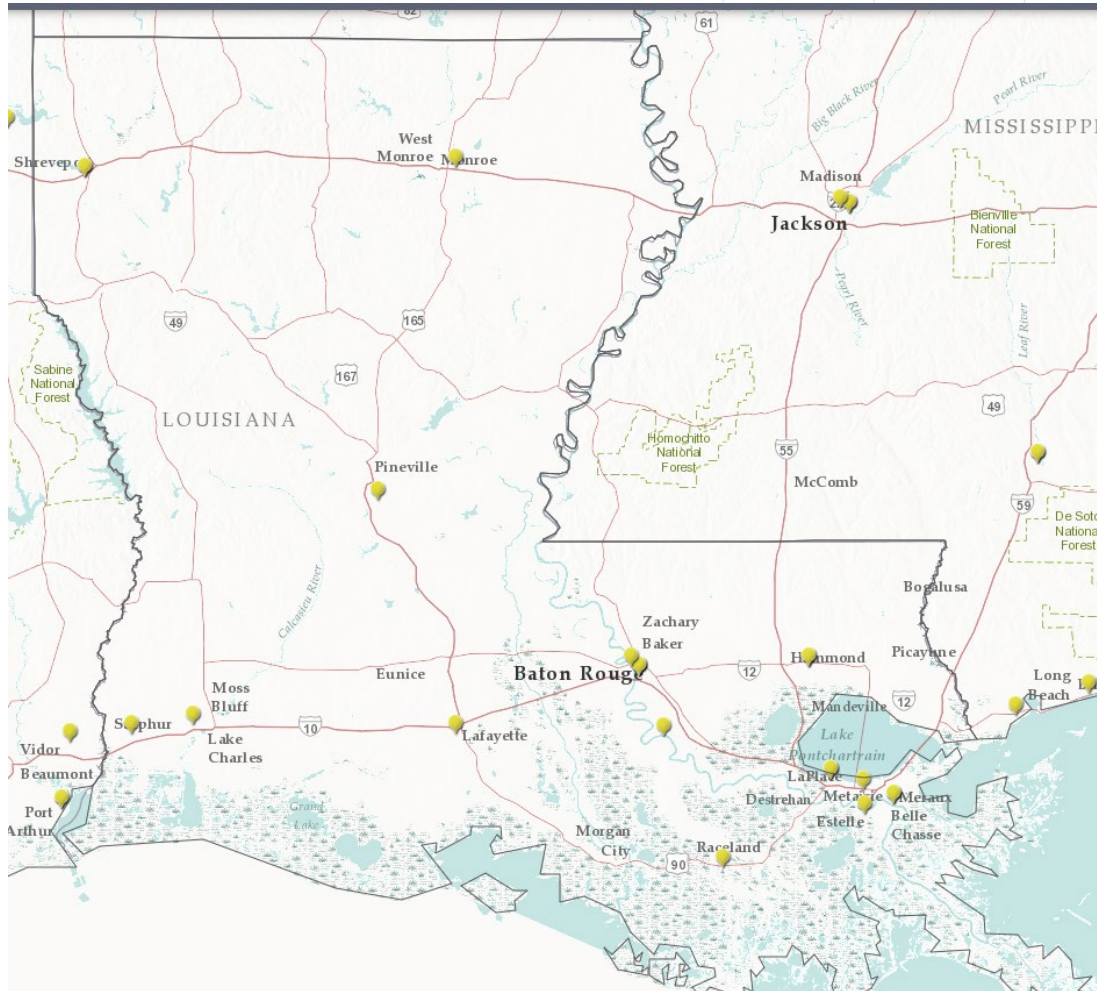 82
61
Big Black River
Pearl River
MISSISSIPPI
West
Monroe
Monroe
Madison
Jackson
Bienville
National
Forest
Pearl River
Leaf River
49
165
167
Sabine
National
Forest
LOUISIANA
49
Homochitto
National
Forest
55
Pineville
McComb
59
De Soto
National
Forest
Calcasieu River
Bogalusa
Zachary
Baker
Baton Rouge
Eunice
12
Hammond
Picayune
Long
Beach
Moss
Bluff
Mandeville
12
Sulphur
10
Lafayette
Lake
Charles
Lake
Pontchartrain
Vidor
Beaumont
LaPlace
Port
Arthur
Grand
Lake
Destrehan
Metairie
Meraux
Estelle
Belle
Chasse
Morgan
City
Raceland
90